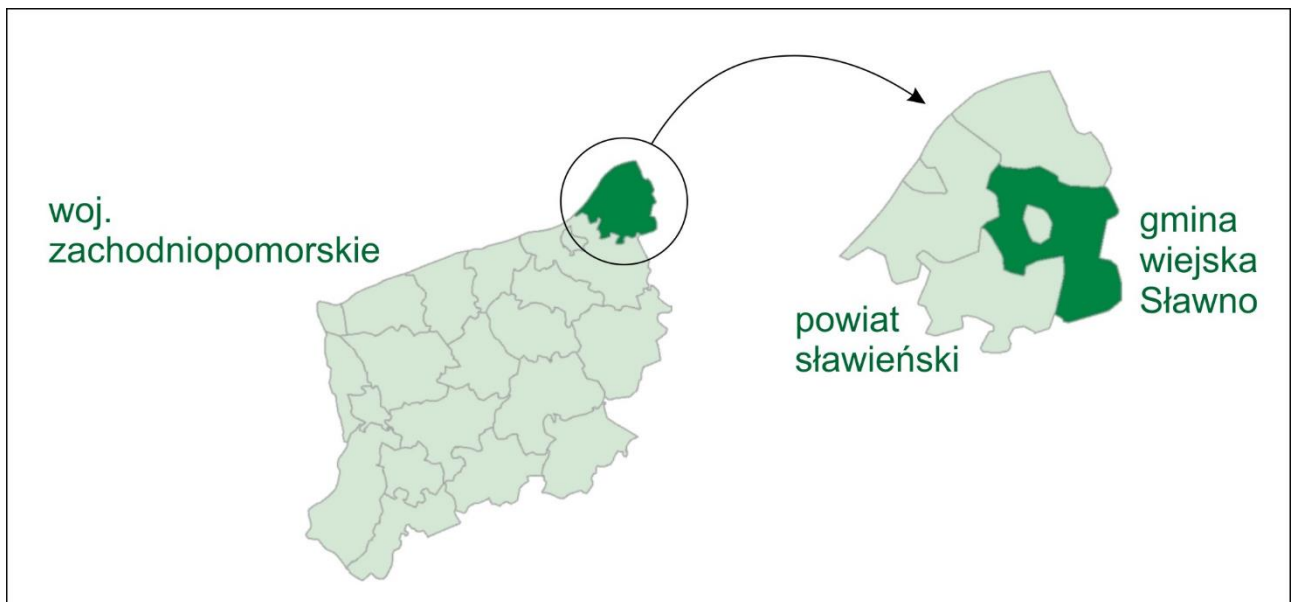 woj.
zachodniopomorskie
powiat
sławieński
gmina
wiejska
Sławno